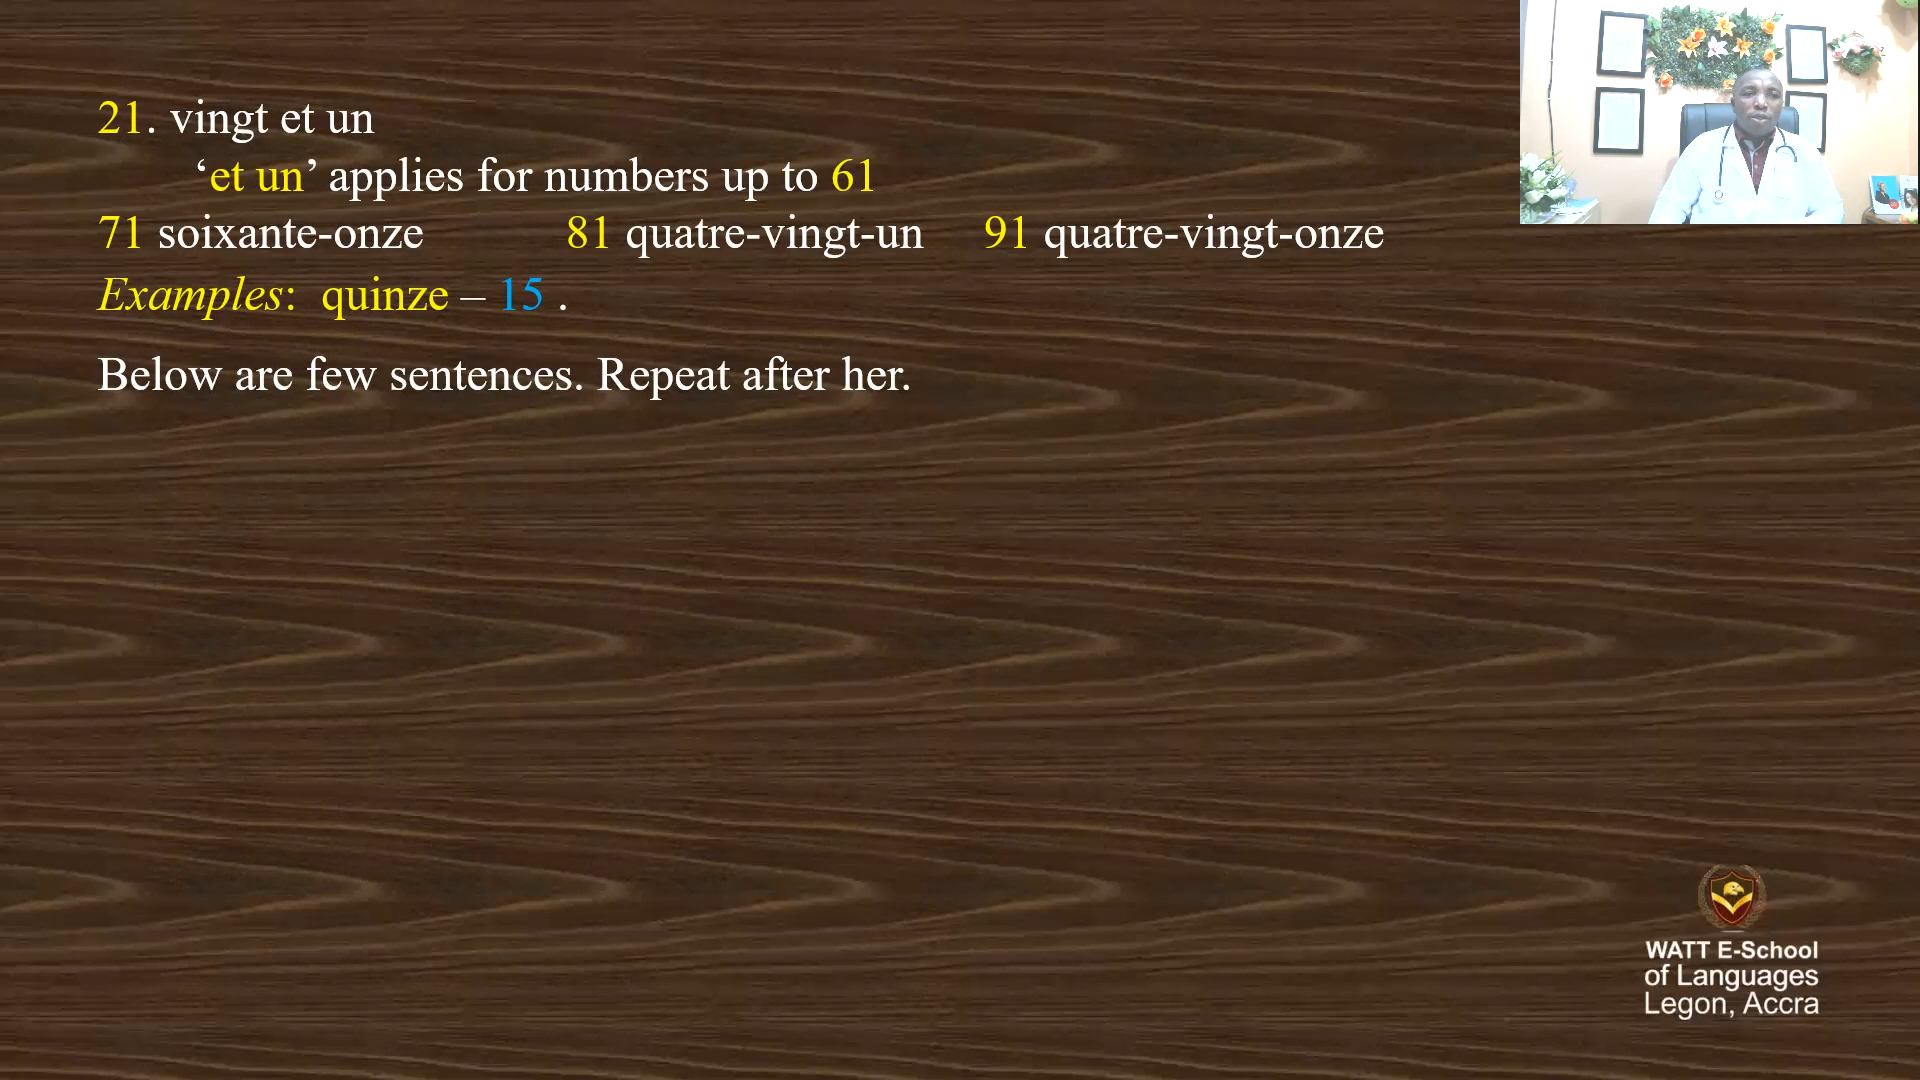 21. vingt et un
‘et un’ applies for numbers up to 61
71 soixante-onze 81 quatre-vingt-un 91 quatre-vingt-onze
Examples: quinze – 15 .
Below are few sentences. Repeat after her.
WATT E-School
of Languages
Legon, Accra